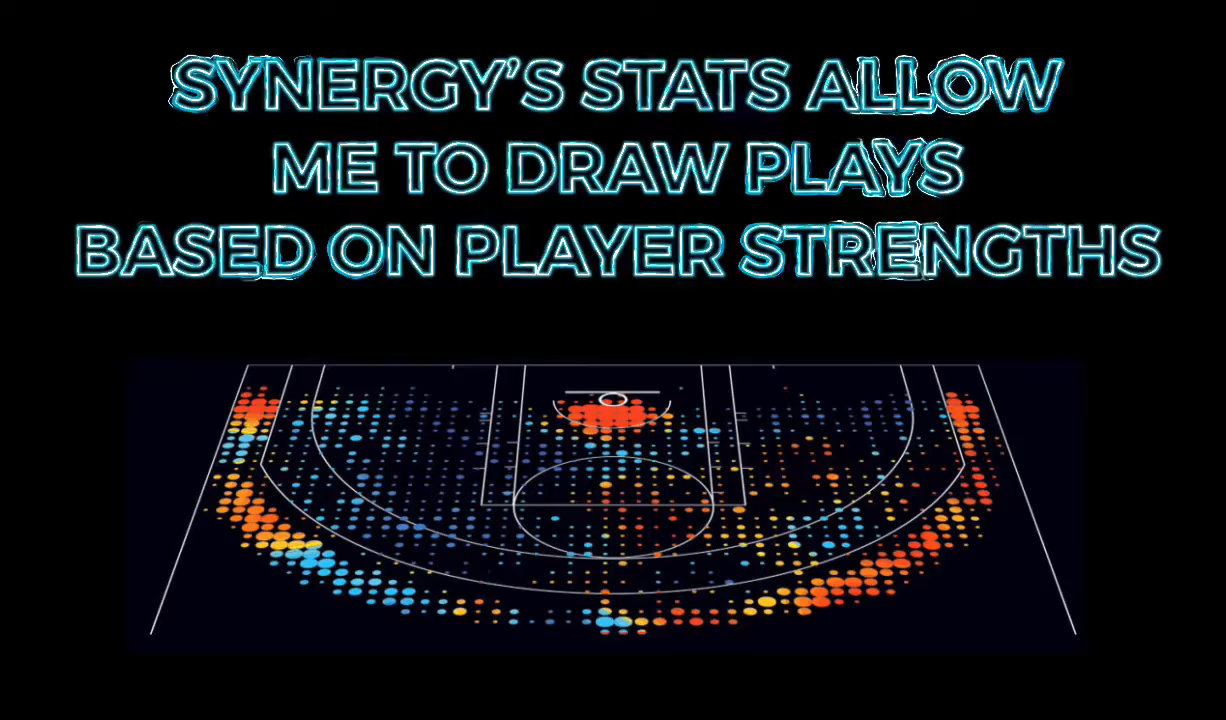 SYNERGY'S STATS ALLOW
ME TO DRAW PLAYS
BASED ON PLAYER STRENGTHS